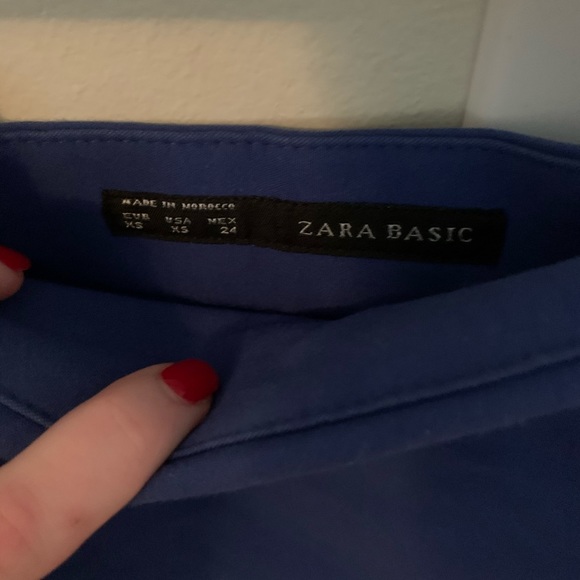 MADE IN MOROCCO
EUR USA MEX
XS XS 24
ZARA BASIC